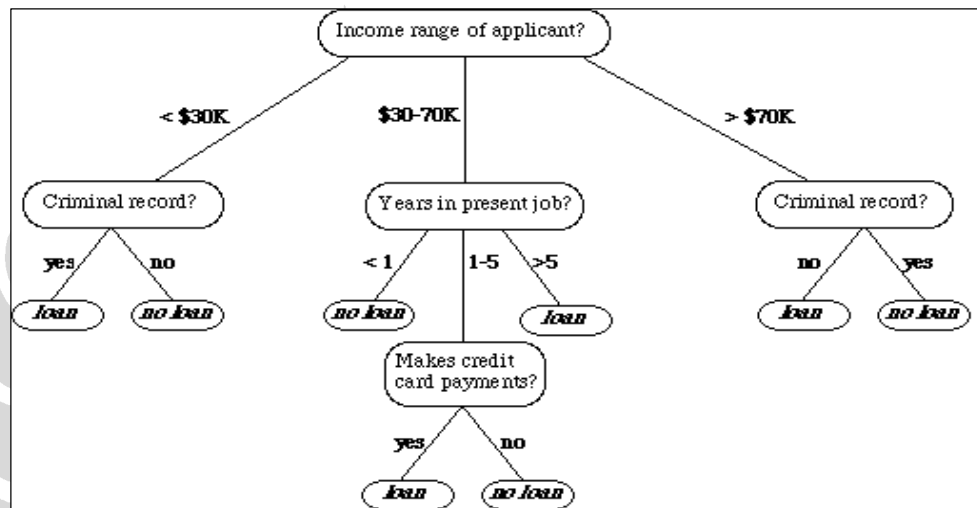 Income range of applicant?
< $30K
$30-70K
> $70K
Criminal record?
Years in present job?
Criminal record?
yes
no
< 1
1-5
>5
no
yes
loan
no loan
no loan
loan
loan
no loan
Makes credit
card payments?
yes
no
loan
no loan